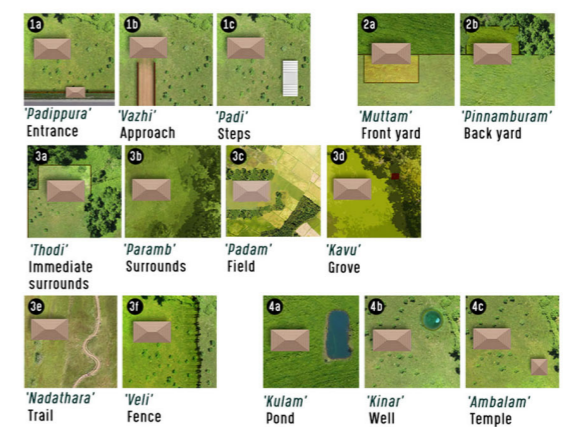 1a
1b
1c
2a
2b
'Padippura'
Entrance
'Vazhi'
Approach
'Padi'
Steps
'Muttam'
Front yard
'Pinnamburam'
Back yard
3a
3b
3c
3d
'Thodi'
Immediate
surrounds
'Paramb'
Surrounds
'Padam'
Field
'Kavu'
Grove
3e
3f
4a
4b
4c
'Nadathara'
Trail
'Veli'
Fence
'Kulam'
Pond
'Kinar'
Well
'Ambalam'
Temple